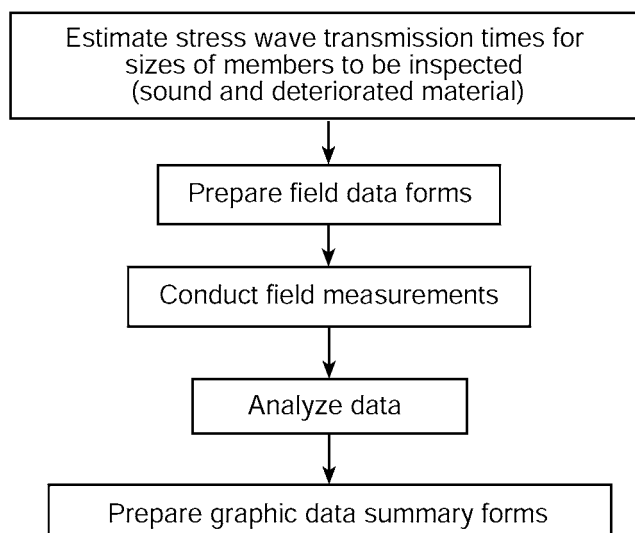 Estimate stress wave transmission times for
sizes of members to be inspected
(sound and deteriorated material)
Prepare field data forms
Conduct field measurements
Analyze data
Prepare graphic data summary forms